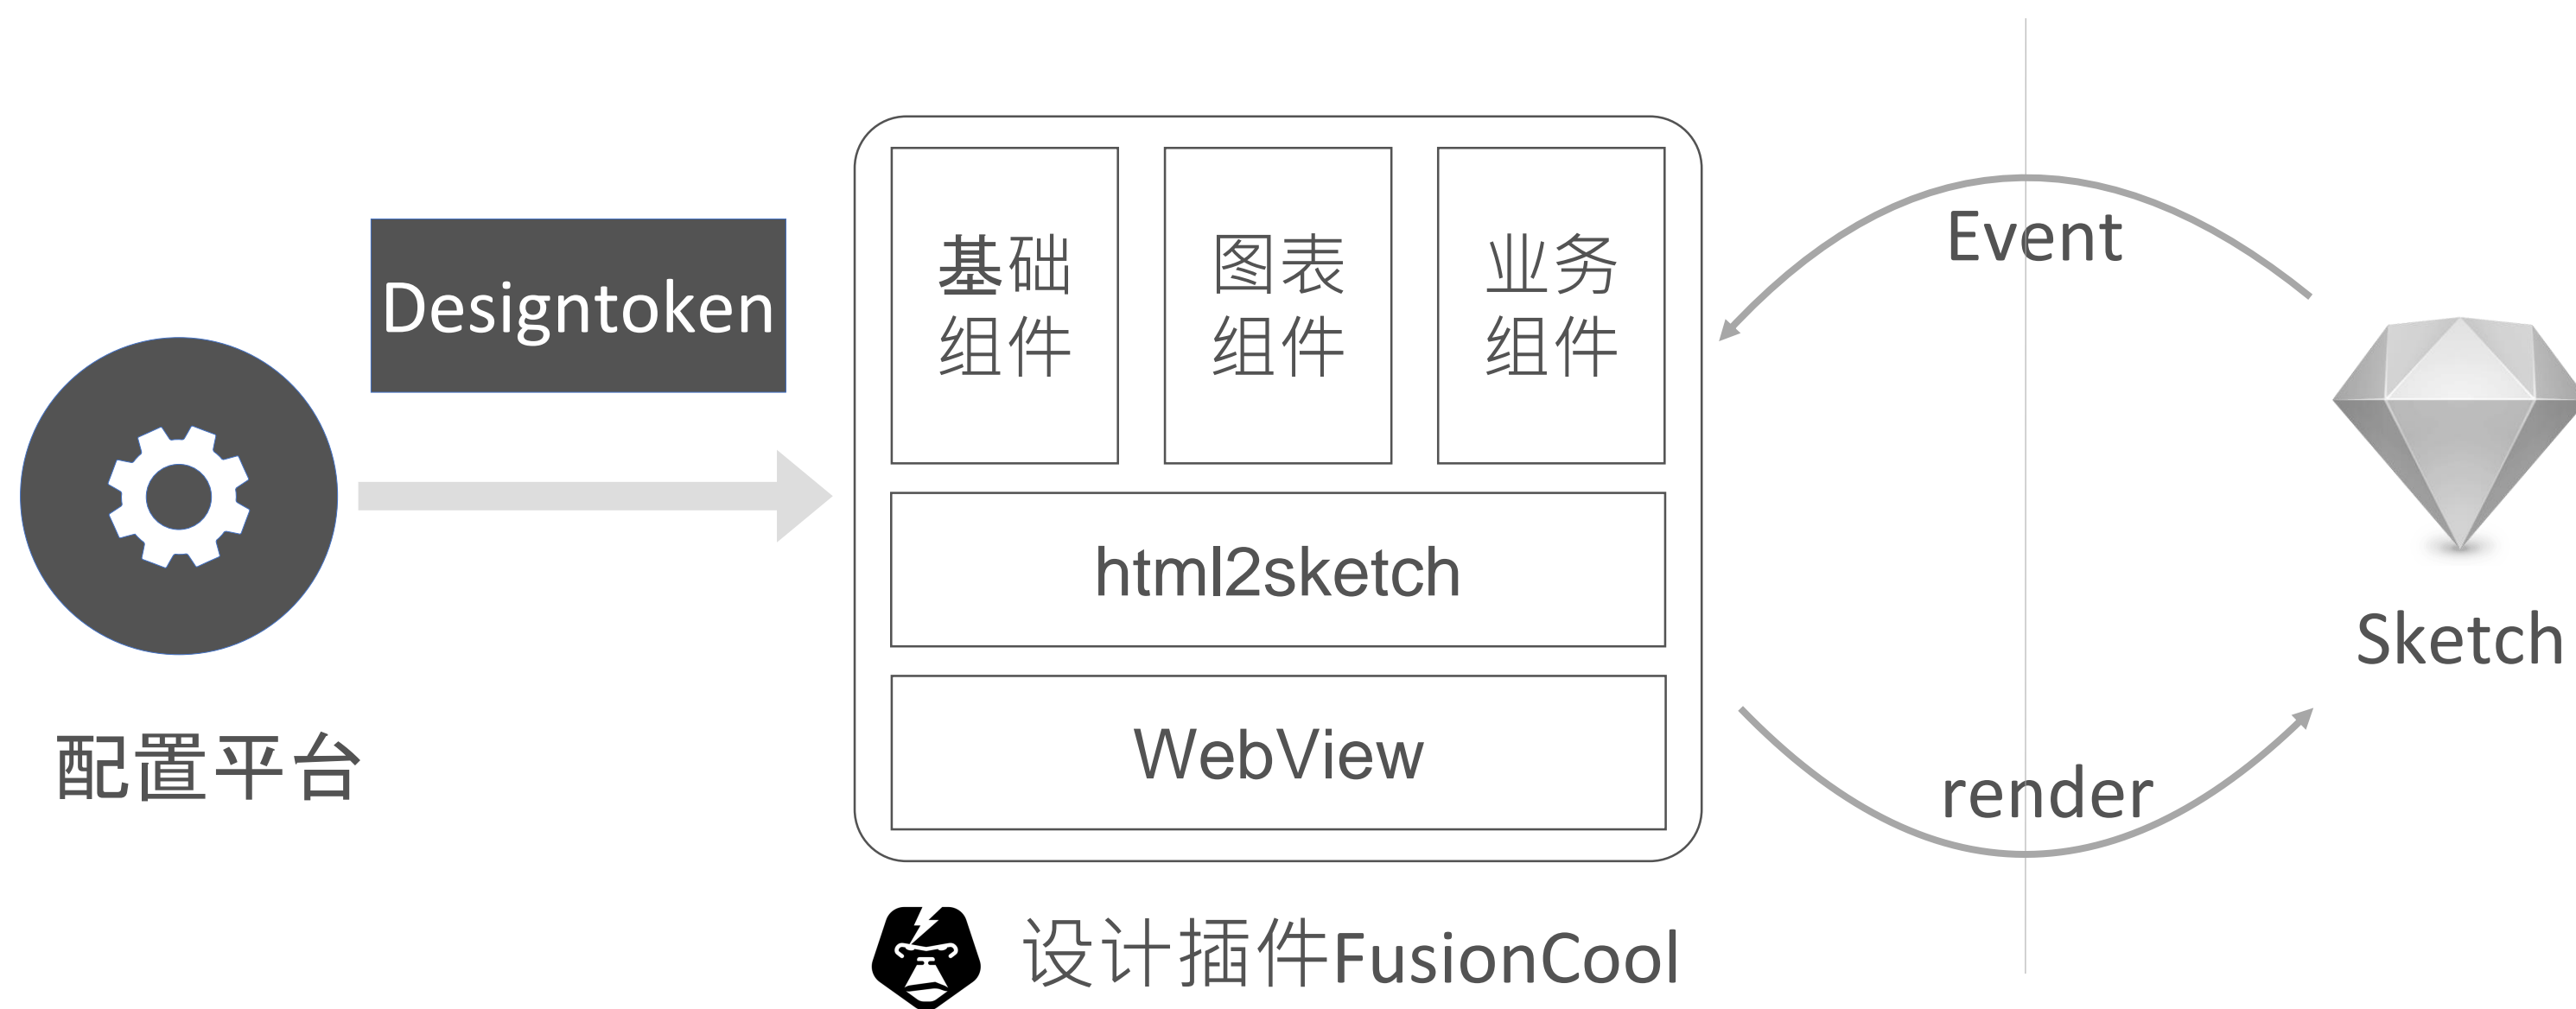 Designtoken
配置平台
基础
组件
图表
组件
业务
组件
html2sketch
WebView
设计插件FusionCool
Event
render
Sketch